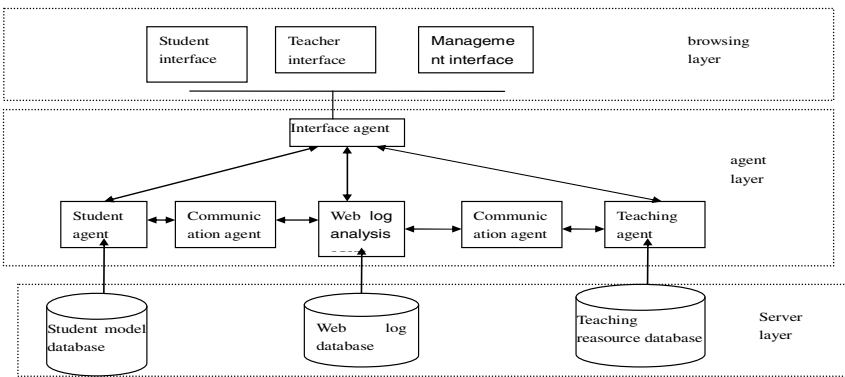 Student
interface
Teacher
interface
Manageme
nt interface
browsing
layer
Interface agent
agent
layer
Student
agent
Communic
ation agent
Web log
analysis
Communic
ation agent
Teaching
agent
Student model
database
Web log
database
Teaching
reasource database
Server
layer